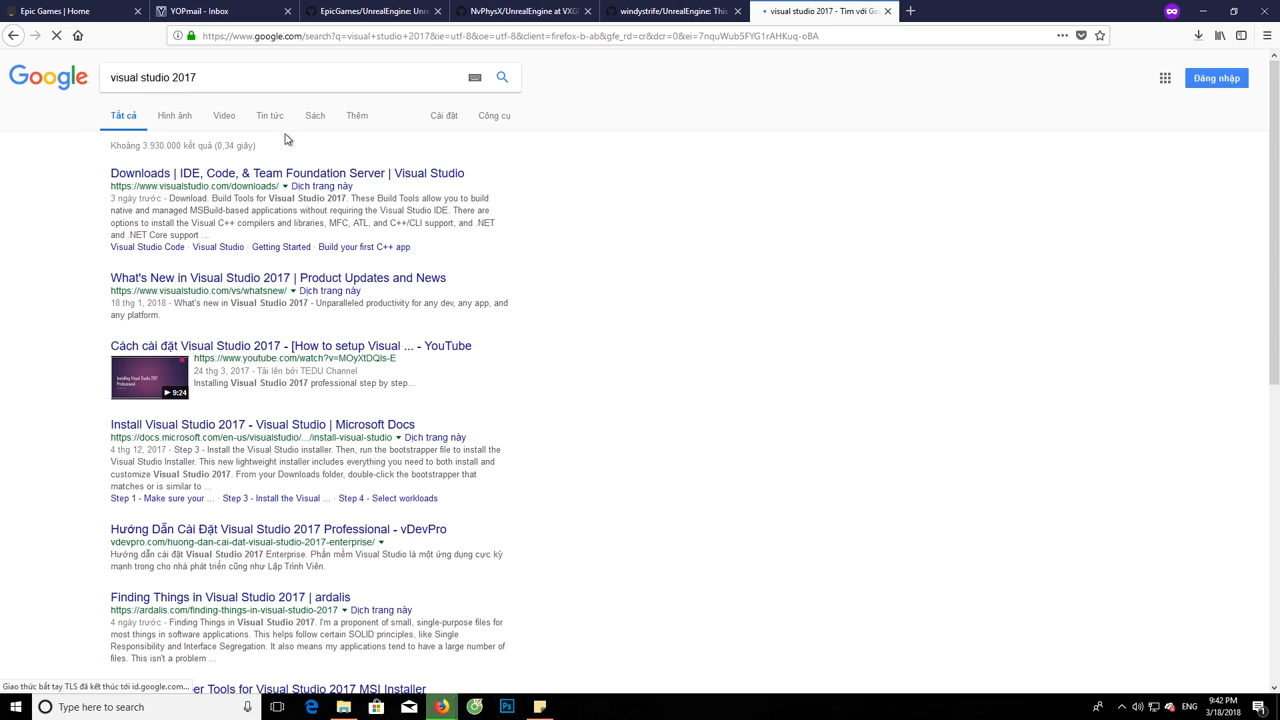 Epic Games | Home
YOPmail - Inbox
EpicGames/UnrealEngine: Unre
NvPhysX/UnrealEngine at VXGI
windystrife/UnrealEngine: This
visual studio 2017 - Tìm với Goo
https://www.google.com/search?q=visual+studio+2017&ie=utf-8&oe=utf-8&client=firefox-b-ab&gfe_rd=cr&dcr=0&ei=7nquWub5FYG1rAHKuq-oBA
Google
visual studio 2017
Đăng nhập
Tất cả
Hình ảnh
Video
Tin tức
Sách
Thêm
Cài đặt
Công cụ
Khoảng 3.930.000 kết quả (0,34 giây)
Downloads | IDE, Code, & Team Foundation Server | Visual Studio
https://www.visualstudio.com/downloads/ Dịch trang này
3 ngày trước - Download. Build Tools for Visual Studio 2017. These Build Tools allow you to build
native and managed MSBuild-based applications without requiring the Visual Studio IDE. There are
options to install the Visual C++ compilers and libraries, MFC, ATL, and C++/CLI support, and .NET
and .NET Core support ...
Visual Studio Code · Visual Studio · Getting Started · Build your first C++ app
What's New in Visual Studio 2017 | Product Updates and News
https://www.visualstudio.com/vs/whatsnew/ Dịch trang này
18 thg 1, 2018 - What's new in Visual Studio 2017 - Unparalleled productivity for any dev, any app, and
any platform.
Cách cài đặt Visual Studio 2017 - [How to setup Visual ... - YouTube
https://www.youtube.com/watch?v=MOyXtDQls-E
24 thg 3, 2017 - Tải lên bởi TEDU Channel
Installing Visual Studio 2017 professional step by step...
9:24
Install Visual Studio 2017 - Visual Studio | Microsoft Docs
https://docs.microsoft.com/en-us/visualstudio/.../install-visual-studio Dịch trang này
4 thg 12, 2017 - Step 3 - Install the Visual Studio installer. Then, run the bootstrapper file to install the
Visual Studio Installer. This new lightweight installer includes everything you need to both install and
customize Visual Studio 2017. From your Downloads folder, double-click the bootstrapper that
matches or is similar to ...
Step 1 - Make sure your ... · Step 3 - Install the Visual ... · Step 4 - Select workloads
Hướng Dẫn Cài Đặt Visual Studio 2017 Professional - vDevPro
vdevpro.com/huong-dan-cai-dat-visual-studio-2017-enterprise/
Hướng dẫn cài đặt Visual Studio 2017 Enterprise. Phần mềm Visual Studio là một ứng dụng cực kỳ
mạnh trong cho nhà phát triển cũng như Lập Trình Viên.
Finding Things in Visual Studio 2017 | ardalis
https://ardalis.com/finding-things-in-visual-studio-2017 Dịch trang này
4 ngày trước - Finding Things in Visual Studio 2017. I'm a proponent of small, single-purpose files for
most things in software applications. This helps follow certain SOLID principles, like Single
Responsibility and Interface Segregation. It also means my applications tend to have a large number of
files. This isn't a problem ...
er Tools for Visual Studio 2017 MSI Installer
Giao thức bắt tay TLS đã kết thúc tới id.google.com...
Type here to search
ENG
9:42 PM
3/18/2018